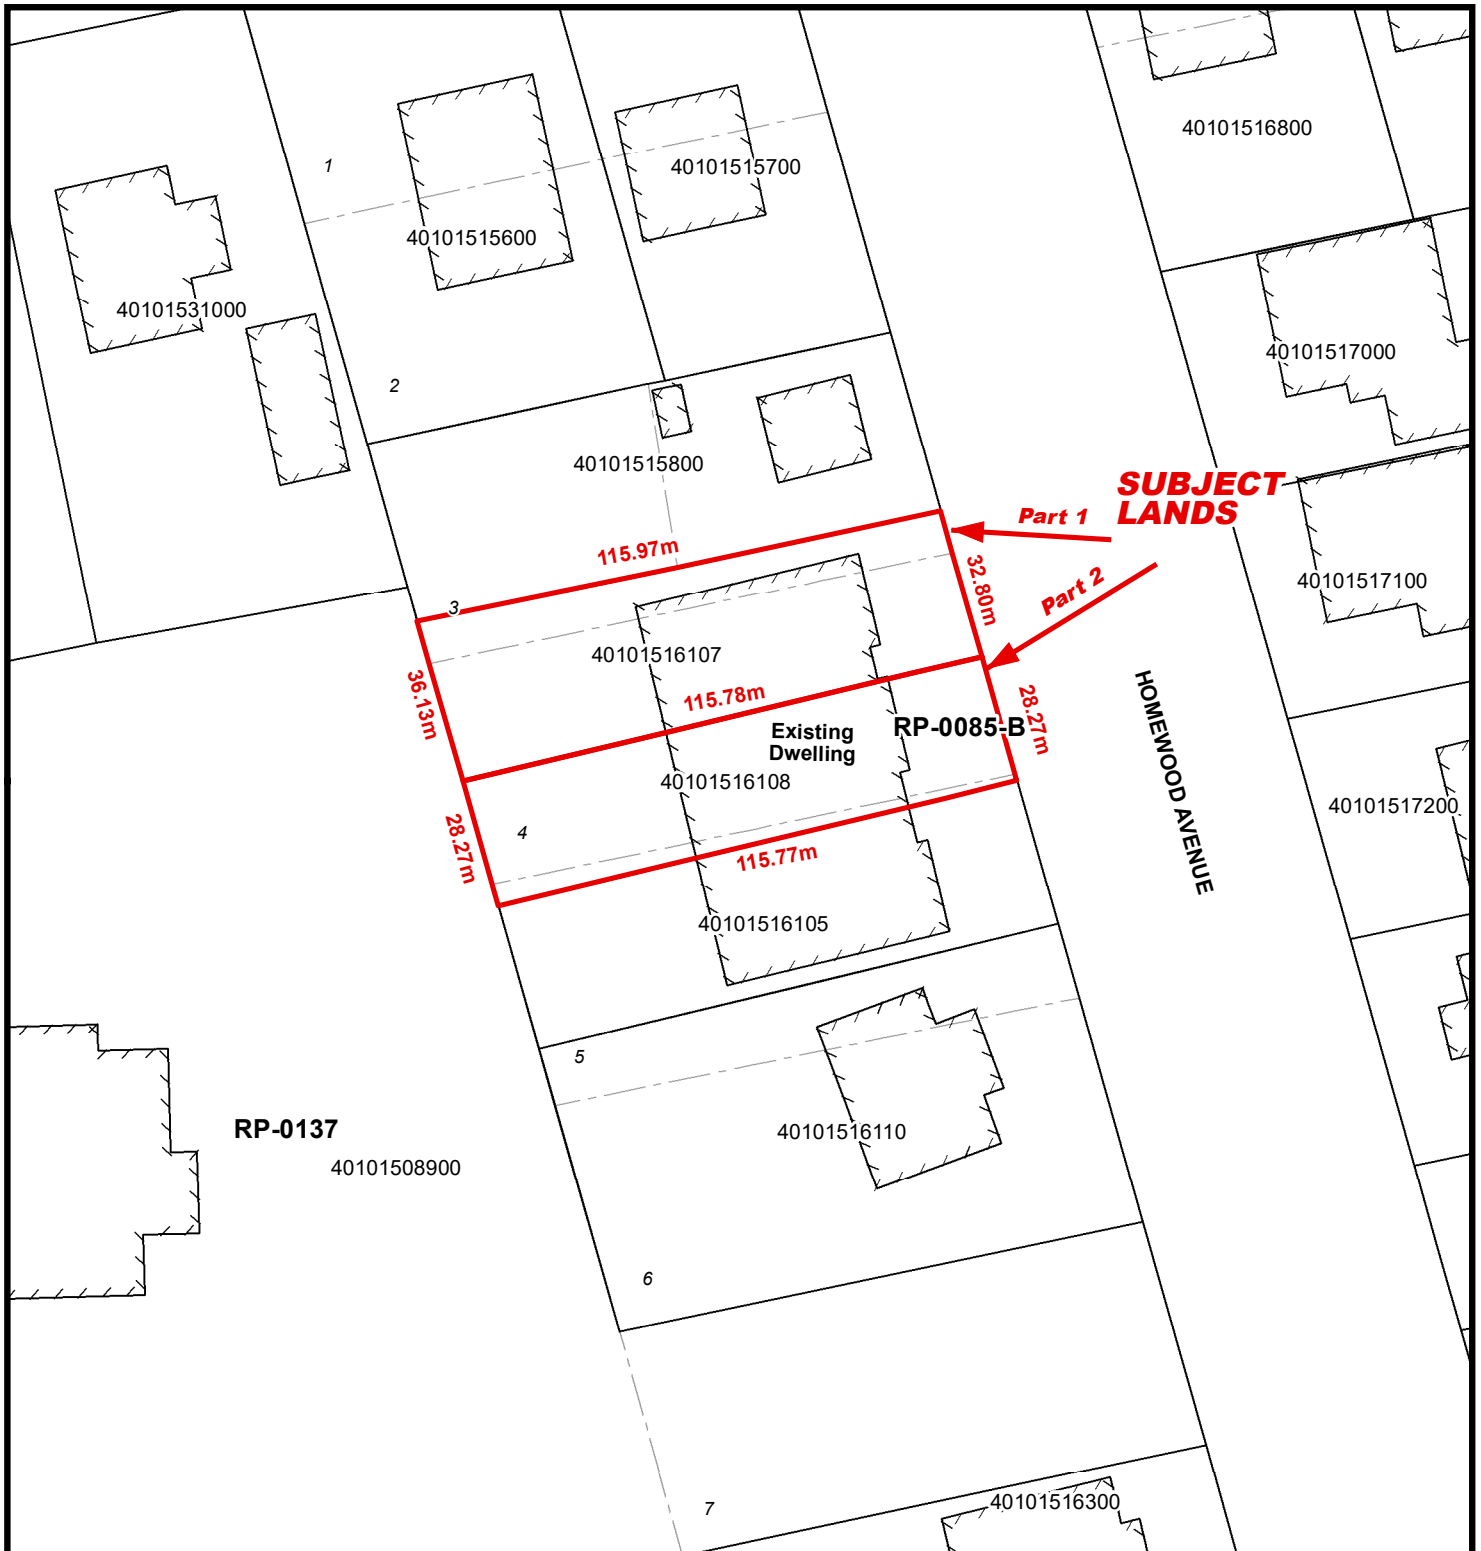 40101516800
1
40101515700
40101515600
40101531000
40101517000
2
40101515800
SUBJECT
LANDS
Part 1
115.97m
32.80m
Part 2
40101517100
3
40101516107
36.13m
115.78m
28.27m
RP-0085-B
Existing
Dwelling
HOMEWOOD AVENUE
40101516108
40101517200
4
28.27m
115.77m
40101516105
5
RP-0137
40101516110
40101508900
6
7
40101516300